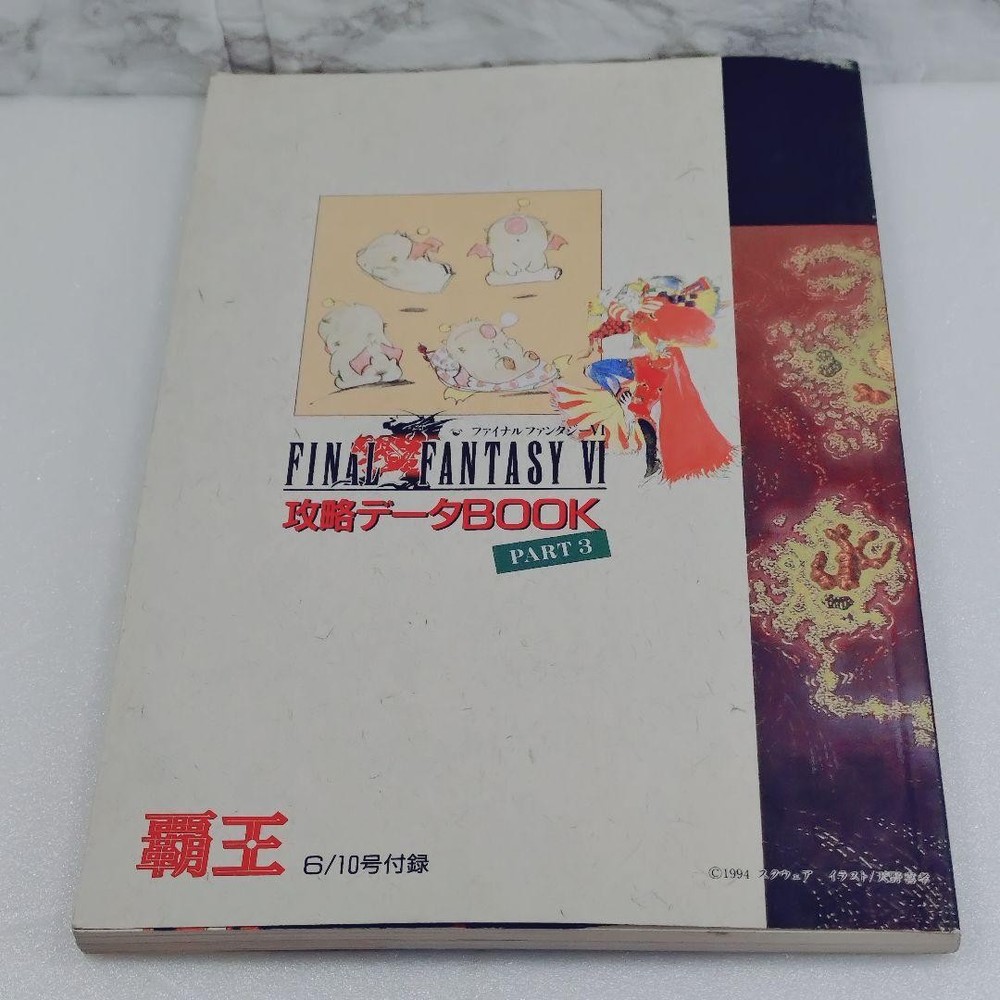 ファイナルファンタジーVI
FINAL FANTASY VI
攻略データBOOK
PART 3
覇王 6/10号付録
©1994 スクウェア イラスト/天野喜孝